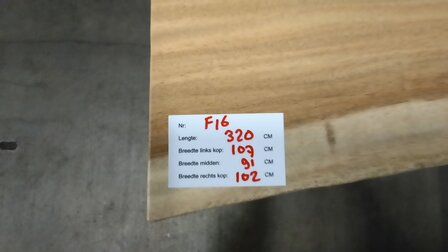 Nr: F16
Lengte: 320 CM
Breedte links kop: 107 CM
Breedte midden: 91 CM
Breedte rechts kop: 102 CM